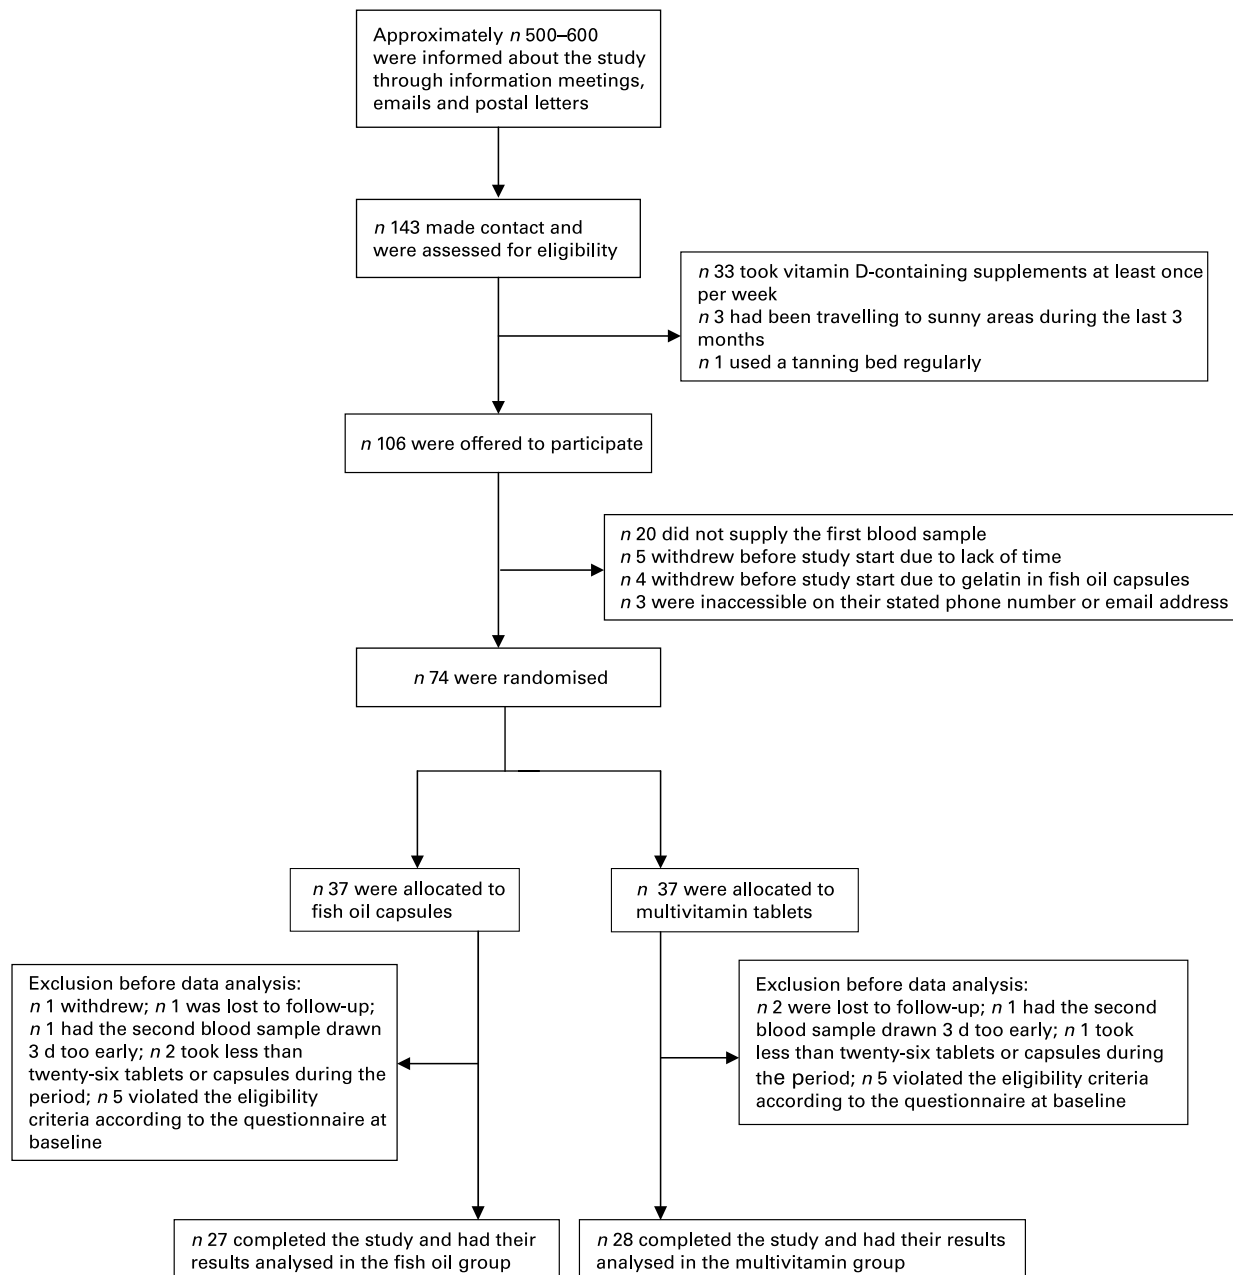 Approximately n 500–600
were informed about the study
through information meetings,
emails and postal letters
n 143 made contact and
were assessed for eligibility
n 33 took vitamin D-containing supplements at least once
per week
n 3 had been travelling to sunny areas during the last 3
months
n 1 used a tanning bed regularly
n 106 were offered to participate
n 20 did not supply the first blood sample
n 5 withdrew before study start due to lack of time
n 4 withdrew before study start due to gelatin in fish oil capsules
n 3 were inaccessible on their stated phone number or email address
n 74 were randomised
n 37 were allocated to
fish oil capsules
n 37 were allocated to
multivitamin tablets
Exclusion before data analysis:
n 1 withdrew; n 1 was lost to follow-up;
n 1 had the second blood sample drawn
3 d too early; n 2 took less than
twenty-six tablets or capsules during the
period; n 5 violated the eligibility
criteria according to the questionnaire at
baseline
Exclusion before data analysis:
n 2 were lost to follow-up; n 1 had the second
blood sample drawn 3 d too early; n 1 took
less than twenty-six tablets or capsules during
the period; n 5 violated the eligibility criteria
according to the questionnaire at baseline
n 27 completed the study and had their
results analysed in the fish oil group
n 28 completed the study and had their results
analysed in the multivitamin group